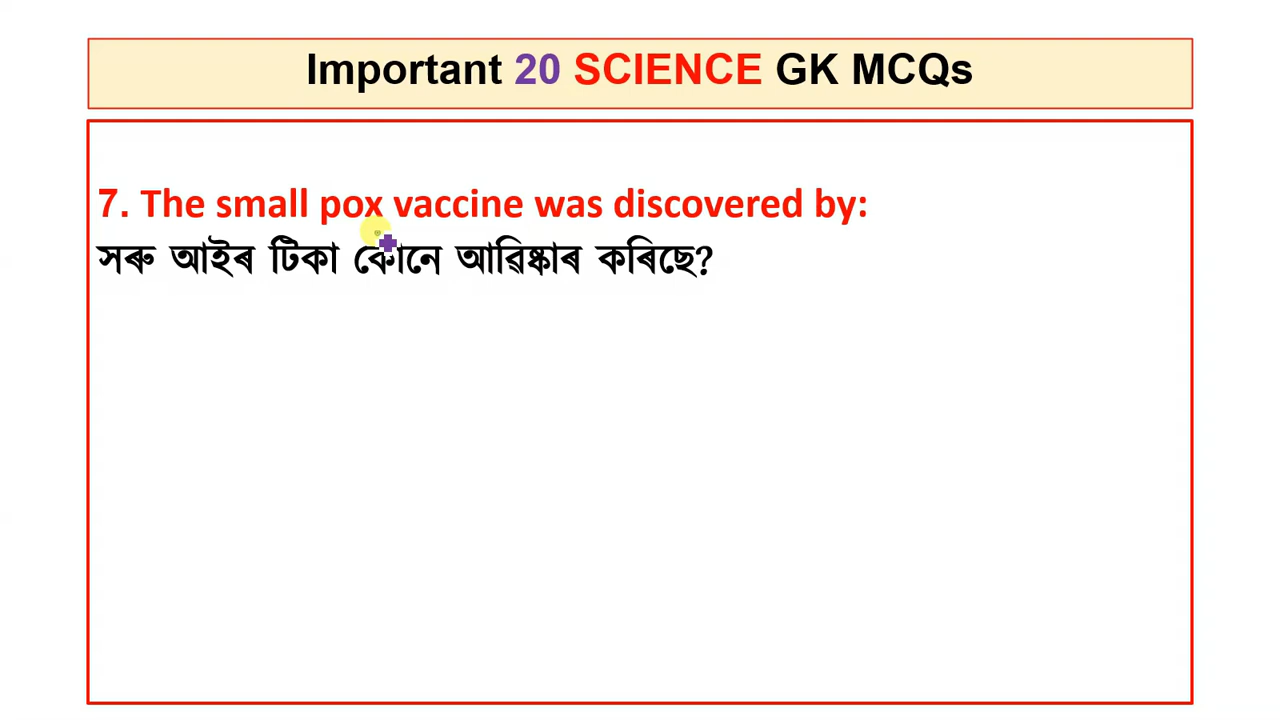 Important 20 SCIENCE GK MCQs
7. The small pox vaccine was discovered by:
সৰু আইৰ টিকা কোনে আৱিষ্কাৰ কৰিছে?